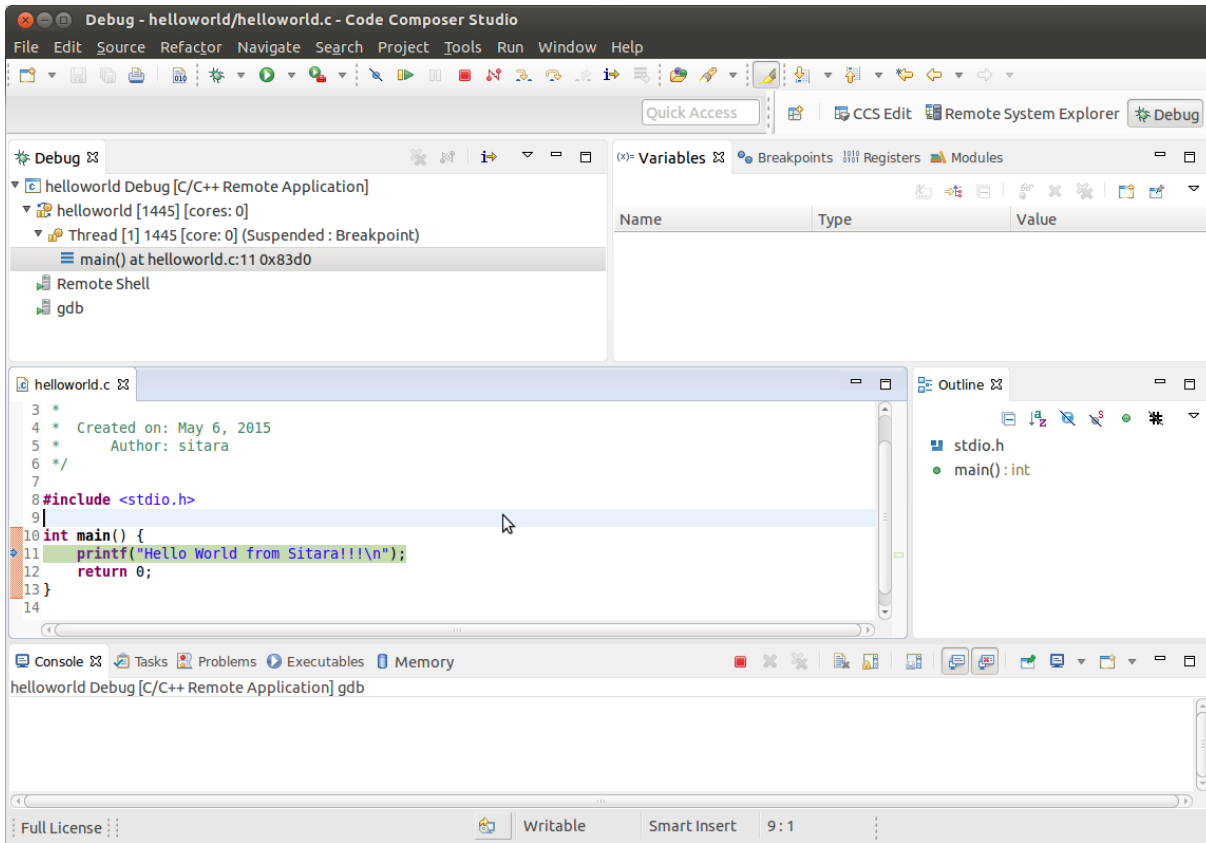 Debug - helloworld/helloworld.c - Code Composer Studio
File Edit Source Refactor Navigate Search Project Tools Run Window Help
Quick Access CCS Edit Remote System Explorer Debug
Debug
helloworld Debug [C/C++ Remote Application]
helloworld [1445] [cores: 0]
Thread [1] 1445 [core: 0] (Suspended : Breakpoint)
main() at helloworld.c:11 0x83d0
Remote Shell
gdb
(x)= Variables Breakpoints 1010 Registers Modules
Name Type Value
helloworld.c
3 *
4 * Created on: May 6, 2015
5 * Author: sitara
6 */
7
8 #include <stdio.h>
9
10 int main() {
11 printf("Hello World from Sitara!!!\n");
12 return 0;
13 }
14
Outline
stdio.h
main() : int
Console Tasks Problems Executables Memory
helloworld Debug [C/C++ Remote Application] gdb
Full License Writable Smart Insert 9 : 1